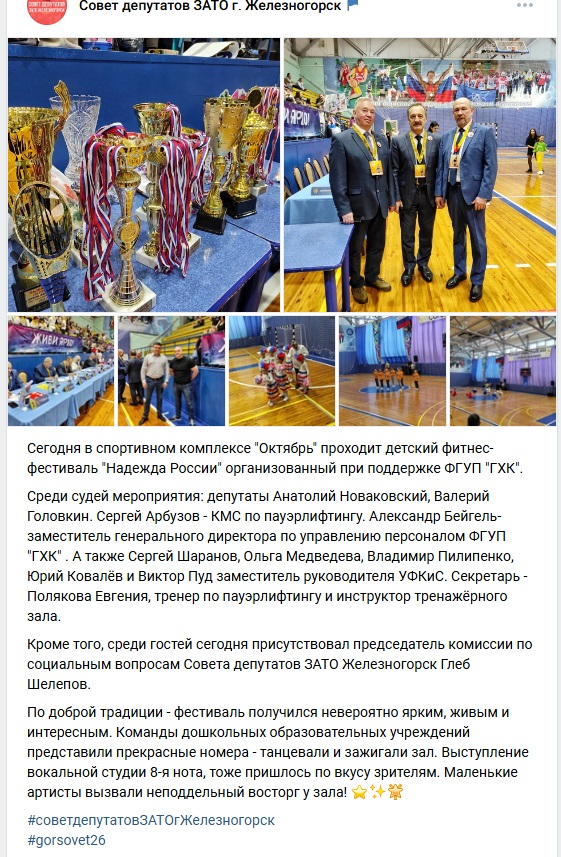 СОВЕТ ДЕПУТАТОВ
ЗАТО ЖЕЛЕЗНОГОРСК
Совет депутатов ЗАТО г. Железногорск
ЖИВИ ЯРКО!
Сегодня в спортивном комплексе "Октябрь" проходит детский фитнес-
фестиваль "Надежда России" организованный при поддержке ФГУП "ГХК".
Среди судей мероприятия: депутаты Анатолий Новаковский, Валерий
Головкин. Сергей Арбузов - КМС по пауэрлифтингу. Александр Бейгель-
заместитель генерального директора по управлению персоналом ФГУП
"ГХК" . А также Сергей Шаранов, Ольга Медведева, Владимир Пилипенко,
Юрий Ковалёв и Виктор Пуд заместитель руководителя УФКиС. Секретарь -
Полякова Евгения, тренер по пауэрлифтингу и инструктор тренажёрного
зала.
Кроме того, среди гостей сегодня присутствовал председатель комиссии по
социальным вопросам Совета депутатов ЗАТО Железногорск Глеб
Шелепов.
По доброй традиции - фестиваль получился невероятно ярким, живым и
интересным. Команды дошкольных образовательных учреждений
представили прекрасные номера - танцевали и зажигали зал. Выступление
вокальной студии 8-я нота, тоже пришлось по вкусу зрителям. Маленькие
артисты вызвали неподдельный восторг у зала! ⭐✨🌟
#советдепутатовЗАТОгЖелезногорск
#gorsovet26